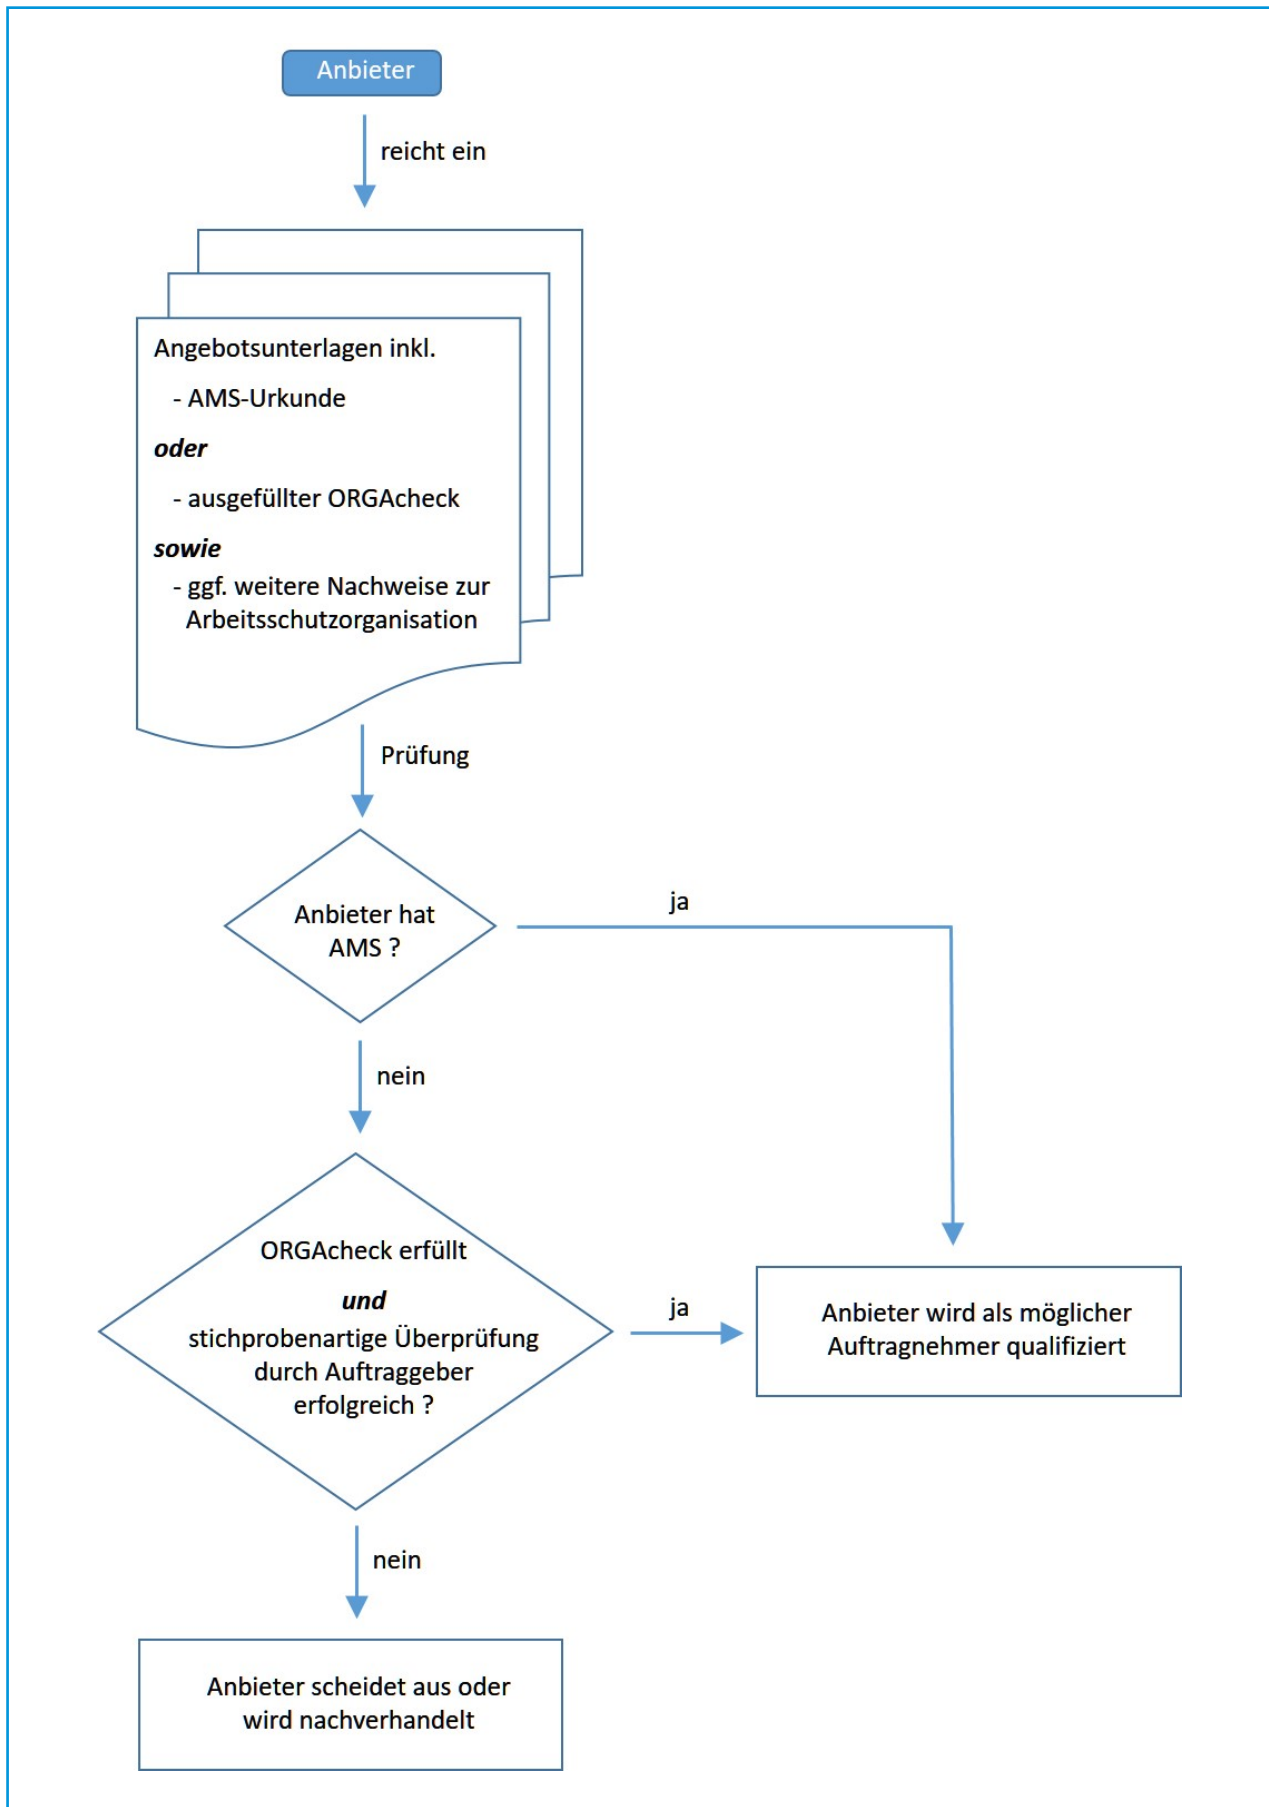 Anbieter
reicht ein
Angebotsunterlagen inkl.
- AMS-Urkunde
oder
- ausgefüllter ORGAcheck
sowie
- ggf. weitere Nachweise zur
Arbeitsschutzorganisation
Prüfung
Anbieter hat
AMS ?
ja
nein
ORGAcheck erfüllt
und
stichprobenartige Überprüfung
durch Auftraggeber
erfolgreich ?
ja
Anbieter wird als möglicher
Auftragnehmer qualifiziert
nein
Anbieter scheidet aus oder
wird nachverhandelt